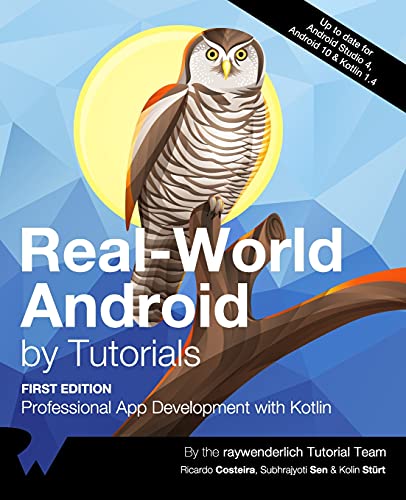 Up to date for
Android Studio 4,
Android 10 & Kotlin 1.4
Real-World
Android
by Tutorials
FIRST EDITION
Professional App Development with Kotlin
By the raywenderlich Tutorial Team
Ricardo Costeira, Subhrajyoti Sen & Kolin Stürt